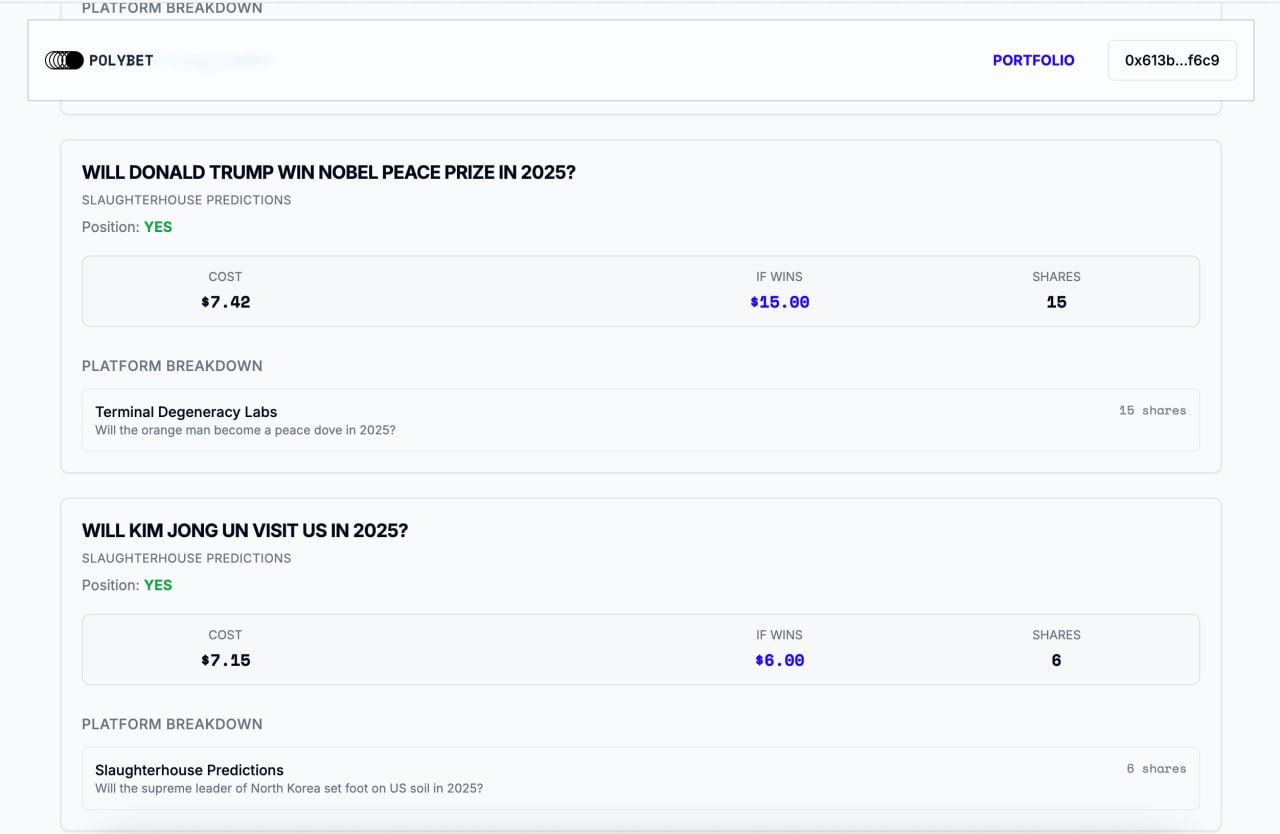 PLATFORM BREAKDOWN
POLYBET
PORTFOLIO
0x613b...f6c9
WILL DONALD TRUMP WIN NOBEL PEACE PRIZE IN 2025?
SLAUGHTERHOUSE PREDICTIONS
Position: YES
COST IF WINS SHARES
$7.42 $15.00 15
PLATFORM BREAKDOWN
Terminal Degeneracy Labs 15 shares
Will the orange man become a peace dove in 2025?
WILL KIM JONG UN VISIT US IN 2025?
SLAUGHTERHOUSE PREDICTIONS
Position: YES
COST IF WINS SHARES
$7.15 $6.00 6
PLATFORM BREAKDOWN
Slaughterhouse Predictions 6 shares
Will the supreme leader of North Korea set foot on US soil in 2025?